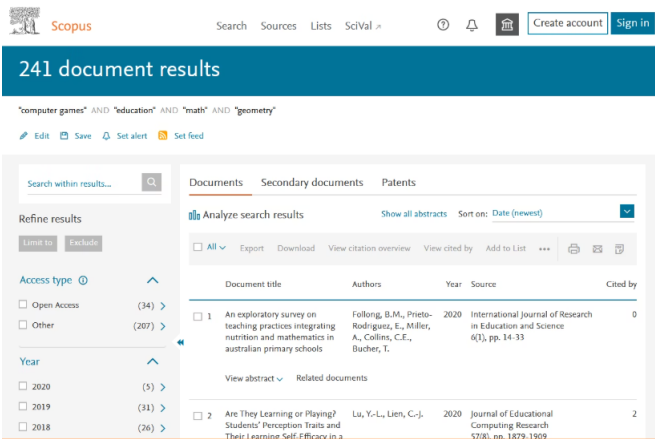 Scopus
Search Sources Lists SciVal ↗
Create account Sign in
241 document results
"computer games" AND "education" AND "math" AND "geometry"
Edit Save Set alert Set feed
Search within results...
Refine results
Limit to Exclude
Access type
Open Access (34)
Other (207)
Year
2020 (5)
2019 (31)
2018 (26)
Documents Secondary documents Patents
Analyze search results Show all abstracts Sort on: Date (newest)
All Export Download View citation overview View cited by Add to List •••
Document title Authors Year Source Cited by
1 An exploratory survey on Follong, B.M., Prieto- 2020 International Journal of Research 0
teaching practices integrating Rodriguez, E., Miller, in Education and Science
nutrition and mathematics in A., Collins, C.E., 6(1), pp. 14-33
australian primary schools Bucher, T.
View abstract Related documents
2 Are They Learning or Playing? Lu, Y.-L., Lien, C.-J. 2020 Journal of Educational 2
Students' Perception Traits and Computing Research
Their Learning Self-Efficacy in a 57(8), pp. 1879-1909